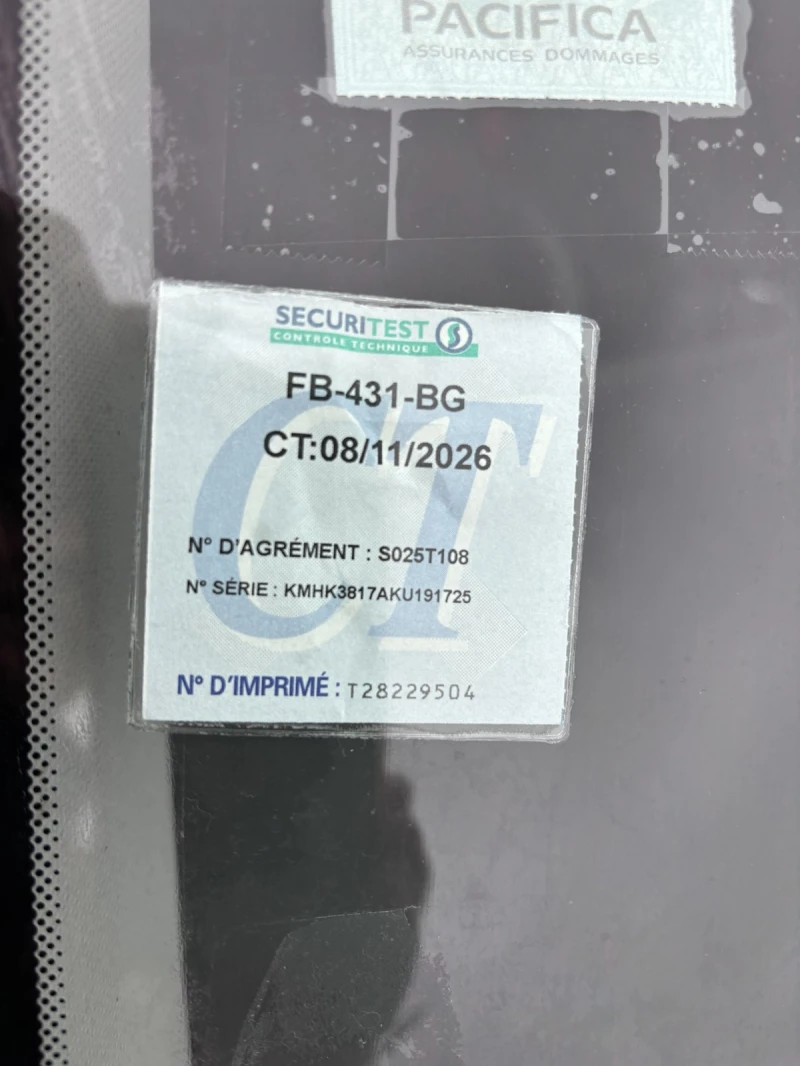 PACIFICA
ASSURANCES DOMMAGES
SECURITEST
CONTROLE TECHNIQUE
FB-431-BG
CT:08/11/2026
N° D'AGRÉMENT : S025T108
N° SÉRIE : KMHK3817AKU191725
N° D'IMPRIMÉ : T28229504
CT